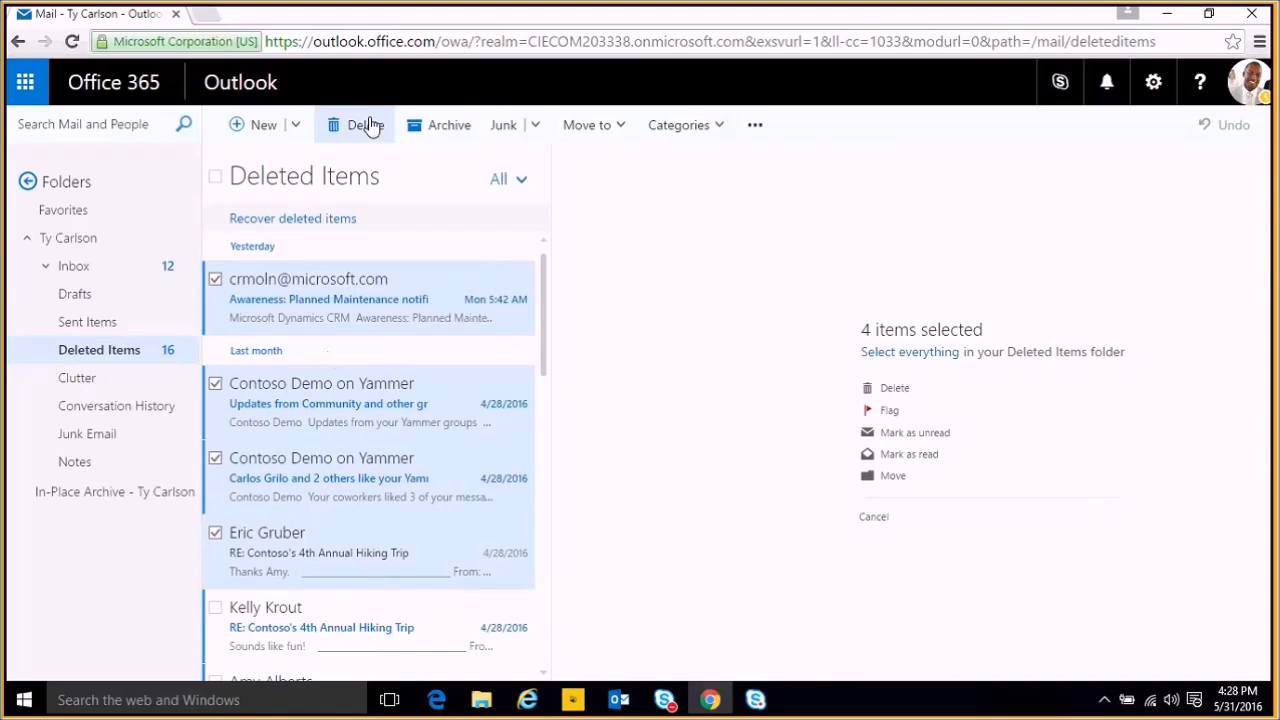 Mail - Ty Carlson - Outloo
Microsoft Corporation [US] https://outlook.office.com/owa/?realm=CIECOM203338.onmicrosoft.com&exsvurl=1&ll-cc=1033&modurl=0&path=/mail/deleteditems
Office 365 Outlook ?
Search Mail and People New Delete Archive Junk Move to Categories ••• Undo
Folders
Favorites
Ty Carlson
Inbox 12
Drafts
Sent Items
Deleted Items 16
Clutter
Conversation History
Junk Email
Notes
In-Place Archive - Ty Carlson
Deleted Items All
Recover deleted items
Yesterday
crmoln@microsoft.com
Awareness: Planned Maintenance notifi Mon 5:42 AM
Microsoft Dynamics CRM Awareness: Planned Mainte..
Last month
Contoso Demo on Yammer
Updates from Community and other gr 4/28/2016
Contoso Demo Updates from your Yammer groups ...
Contoso Demo on Yammer
Carlos Grilo and 2 others like your Yam 4/28/2016
Contoso Demo Your coworkers liked 3 of your messa...
Eric Gruber
RE: Contoso's 4th Annual Hiking Trip 4/28/2016
Thanks Amy. ____________________ From: ...
Kelly Krout
RE: Contoso's 4th Annual Hiking Trip 4/28/2016
Sounds like fun! ____________________ Fro...
Amy Alberts
4 items selected
Select everything in your Deleted Items folder
Delete
Flag
Mark as unread
Mark as read
Move
Cancel
Search the web and Windows
4:28 PM
5/31/2016